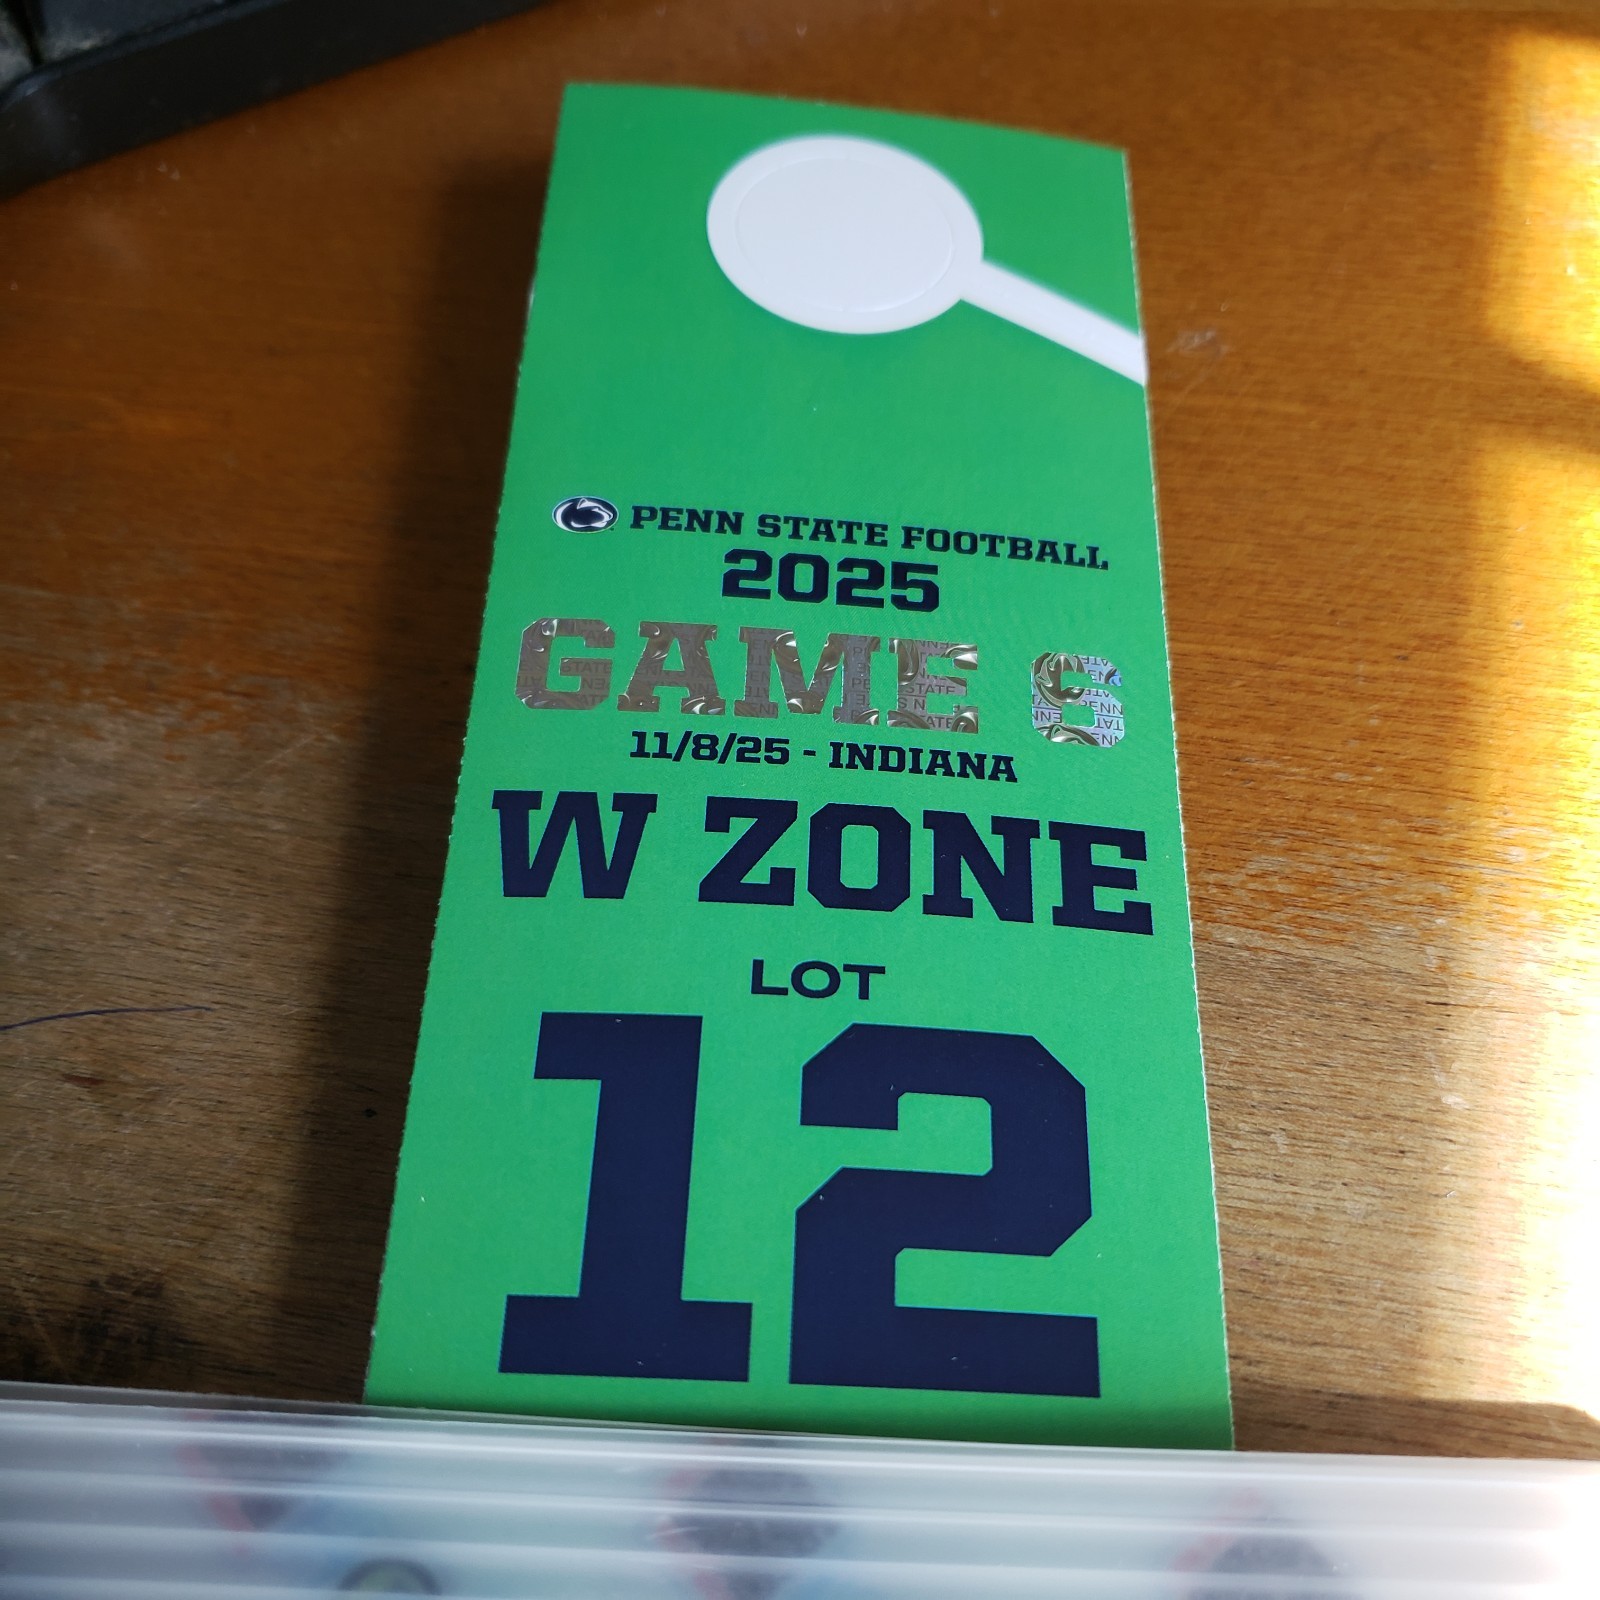 PENN STATE FOOTBALL
2025
GAME 6
11/8/25 - INDIANA
W ZONE
LOT
12